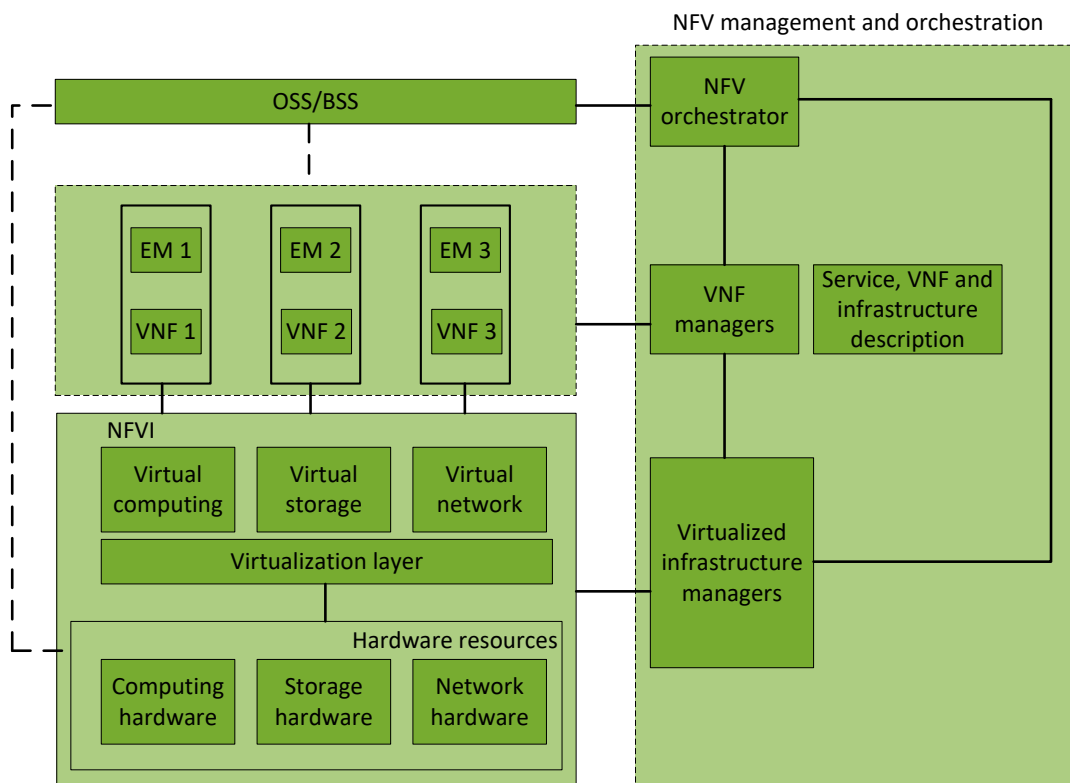 NFV management and orchestration
OSS/BSS
NFV
orchestrator
EM 1
EM 2
EM 3
VNF 1
VNF 2
VNF 3
VNF
managers
Service, VNF and
infrastructure
description
NFVI
Virtual
computing
Virtual
storage
Virtual
network
Virtualization layer
Virtualized
infrastructure
managers
Hardware resources
Computing
hardware
Storage
hardware
Network
hardware